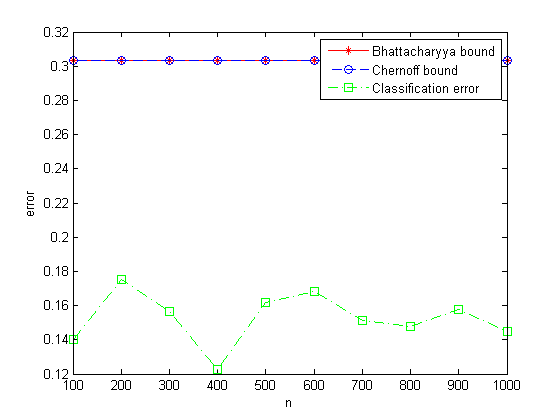 0.32
0.3
0.28
0.26
0.24
0.22
0.2
0.18
0.16
0.14
0.12
error
Bhattacharyya bound
Chernoff bound
Classification error
100 200 300 400 500 600 700 800 900 1000
n